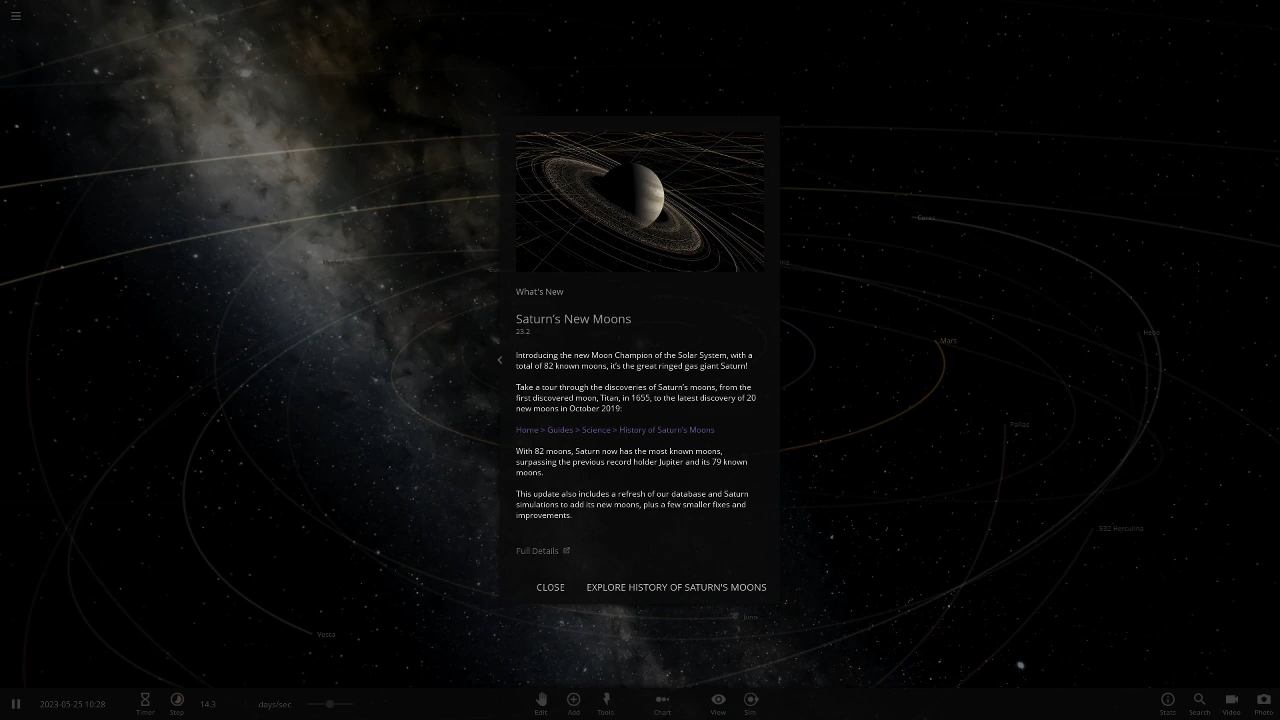 Ceres
Mars
Hebe
Pallas
532 Herculina
Vesta
Juno
What's New
Saturn's New Moons
23.2
Introducing the new Moon Champion of the Solar System, with a
total of 82 known moons, it's the great ringed gas giant Saturn!
Take a tour through the discoveries of Saturn's moons, from the
first discovered moon, Titan, in 1655, to the latest discovery of 20
new moons in October 2019:
Home > Guides > Science > History of Saturn's Moons
With 82 moons, Saturn now has the most known moons,
surpassing the previous record holder Jupiter and its 79 known
moons.
This update also includes a refresh of our database and Saturn
simulations to add its new moons, plus a few smaller fixes and
improvements.
Full Details
CLOSE EXPLORE HISTORY OF SATURN'S MOONS
2023-05-25 10:28 Timer Step 14.3 days/sec Edit Add Tools Chart View Sim Stats Search Video Photo